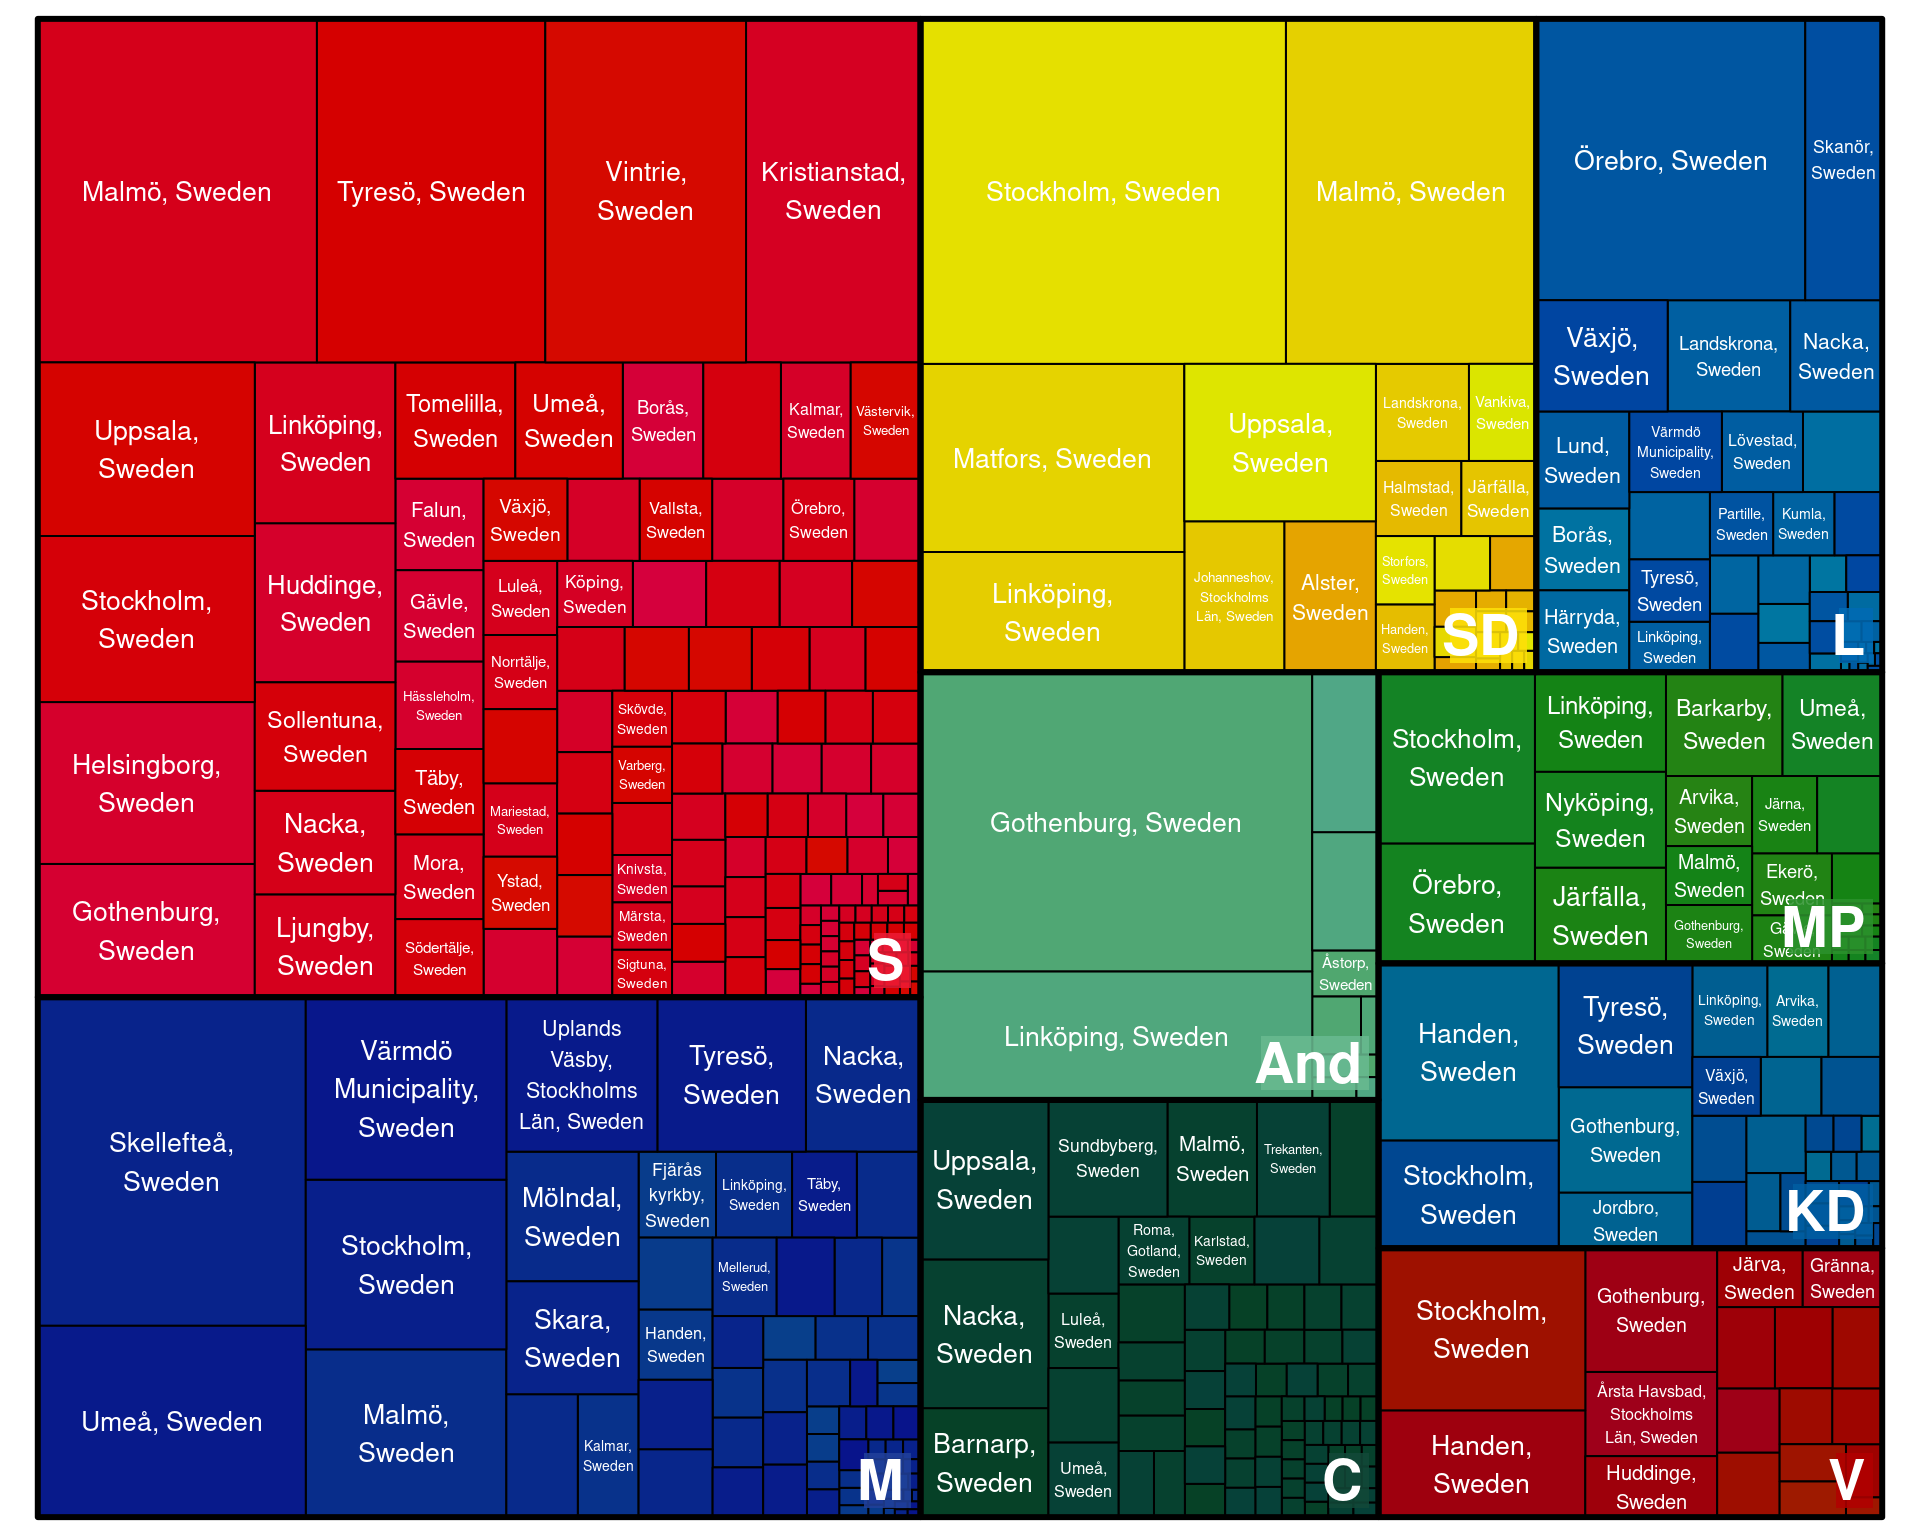 Malmö, Sweden
Tyresö, Sweden
Vintrie,
Sweden
Kristianstad,
Sweden
Uppsala,
Sweden
Stockholm,
Sweden
Helsingborg,
Sweden
Gothenburg,
Sweden
Linköping,
Sweden
Huddinge,
Sweden
Sollentuna,
Sweden
Nacka,
Sweden
Ljungby,
Sweden
Tomelilla,
Sweden
Umeå,
Sweden
Borås,
Sweden
Kalmar,
Sweden
Västervik,
Sweden
Falun,
Sweden
Gävle,
Sweden
Hässleholm,
Sweden
Täby,
Sweden
Mora,
Sweden
Södertälje,
Sweden
Växjö,
Sweden
Vallsta,
Sweden
Örebro,
Sweden
Luleå,
Sweden
Köping,
Sweden
Norrtälje,
Sweden
Mariestad,
Sweden
Ystad,
Sweden
Skövde,
Sweden
Varberg,
Sweden
Knivsta,
Sweden
Märsta,
Sweden
Sigtuna,
Sweden
S
Stockholm, Sweden
Malmö, Sweden
Matfors, Sweden
Linköping,
Sweden
Uppsala,
Sweden
Johanneshov,
Stockholms
Län, Sweden
Alster,
Sweden
Landskrona,
Sweden
Vankiva,
Sweden
Halmstad,
Sweden
Järfälla,
Sweden
Storfors,
Sweden
Handen,
Sweden
SD
Örebro, Sweden
Skanör,
Sweden
Växjö,
Sweden
Landskrona,
Sweden
Nacka,
Sweden
Lund,
Sweden
Borås,
Sweden
Härryda,
Sweden
Värmdö
Municipality,
Sweden
Lövestad,
Sweden
Partille,
Sweden
Kumla,
Sweden
Tyresö,
Sweden
Linköping,
Sweden
L
Gothenburg, Sweden
Linköping, Sweden
Åstorp,
Sweden
And
Stockholm,
Sweden
Örebro,
Sweden
Linköping,
Sweden
Nyköping,
Sweden
Järfälla,
Sweden
Barkarby,
Sweden
Umeå,
Sweden
Arvika,
Sweden
Järna,
Sweden
Malmö,
Sweden
Gothenburg,
Sweden
Ekerö,
Sweden
MP
Handen,
Sweden
Stockholm,
Sweden
Tyresö,
Sweden
Gothenburg,
Sweden
Jordbro,
Sweden
Linköping,
Sweden
Arvika,
Sweden
Växjö,
Sweden
KD
Skellefteå,
Sweden
Umeå, Sweden
Värmdö
Municipality,
Sweden
Stockholm,
Sweden
Malmö,
Sweden
Uplands
Väsby,
Stockholms
Län, Sweden
Tyresö,
Sweden
Nacka,
Sweden
Mölndal,
Sweden
Skara,
Sweden
Kalmar,
Sweden
Fjärås
kyrkby,
Sweden
Linköping,
Sweden
Täby,
Sweden
Mellerud,
Sweden
Handen,
Sweden
M
Uppsala,
Sweden
Nacka,
Sweden
Barnarp,
Sweden
Sundbyberg,
Sweden
Malmö,
Sweden
Trekanten,
Sweden
Roma,
Gotland,
Sweden
Karlstad,
Sweden
Luleå,
Sweden
Umeå,
Sweden
C
Stockholm,
Sweden
Handen,
Sweden
Gothenburg,
Sweden
Årsta Havsbad,
Stockholms
Län, Sweden
Huddinge,
Sweden
Järva,
Sweden
Gränna,
Sweden
V